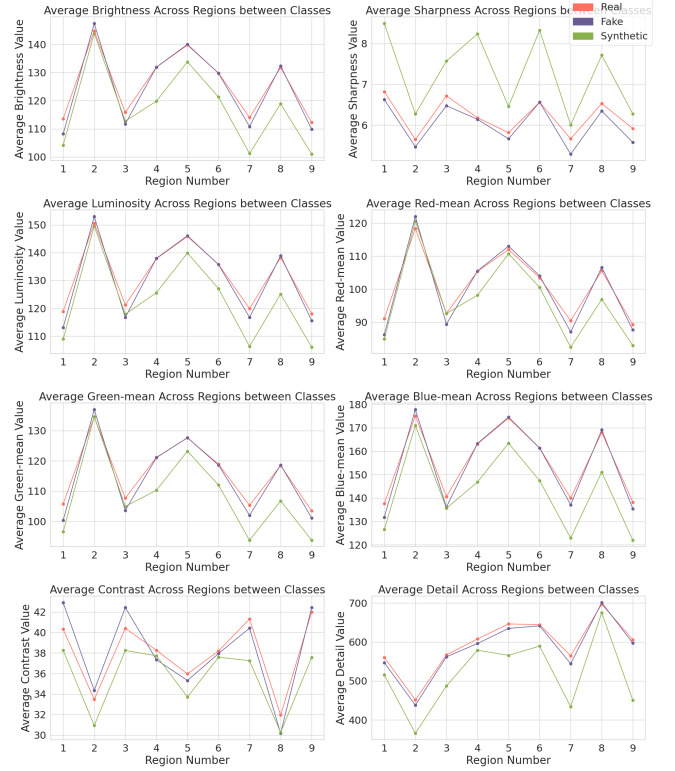 Average Brightness Across Regions between Classes
Average Brightness Value
140
130
120
110
100
1 2 3 4 5 6 7 8 9
Region Number
Average Sharpness Across Regions between Classes
Real
Fake
Synthetic
Average Sharpness Value
8
7
6
1 2 3 4 5 6 7 8 9
Region Number
Average Luminosity Across Regions between Classes
Average Luminosity Value
150
140
130
120
110
1 2 3 4 5 6 7 8 9
Region Number
Average Red-mean Across Regions between Classes
Average Red-mean Value
120
110
100
90
1 2 3 4 5 6 7 8 9
Region Number
Average Green-mean Across Regions between Classes
Average Green-mean Value
130
120
110
100
1 2 3 4 5 6 7 8 9
Region Number
Average Blue-mean Across Regions between Classes
Average Blue-mean Value
180
170
160
150
140
130
120
1 2 3 4 5 6 7 8 9
Region Number
Average Contrast Across Regions between Classes
Average Contrast Value
42
40
38
36
34
32
30
1 2 3 4 5 6 7 8 9
Region Number
Average Detail Across Regions between Classes
Average Detail Value
700
600
500
400
1 2 3 4 5 6 7 8 9
Region Number